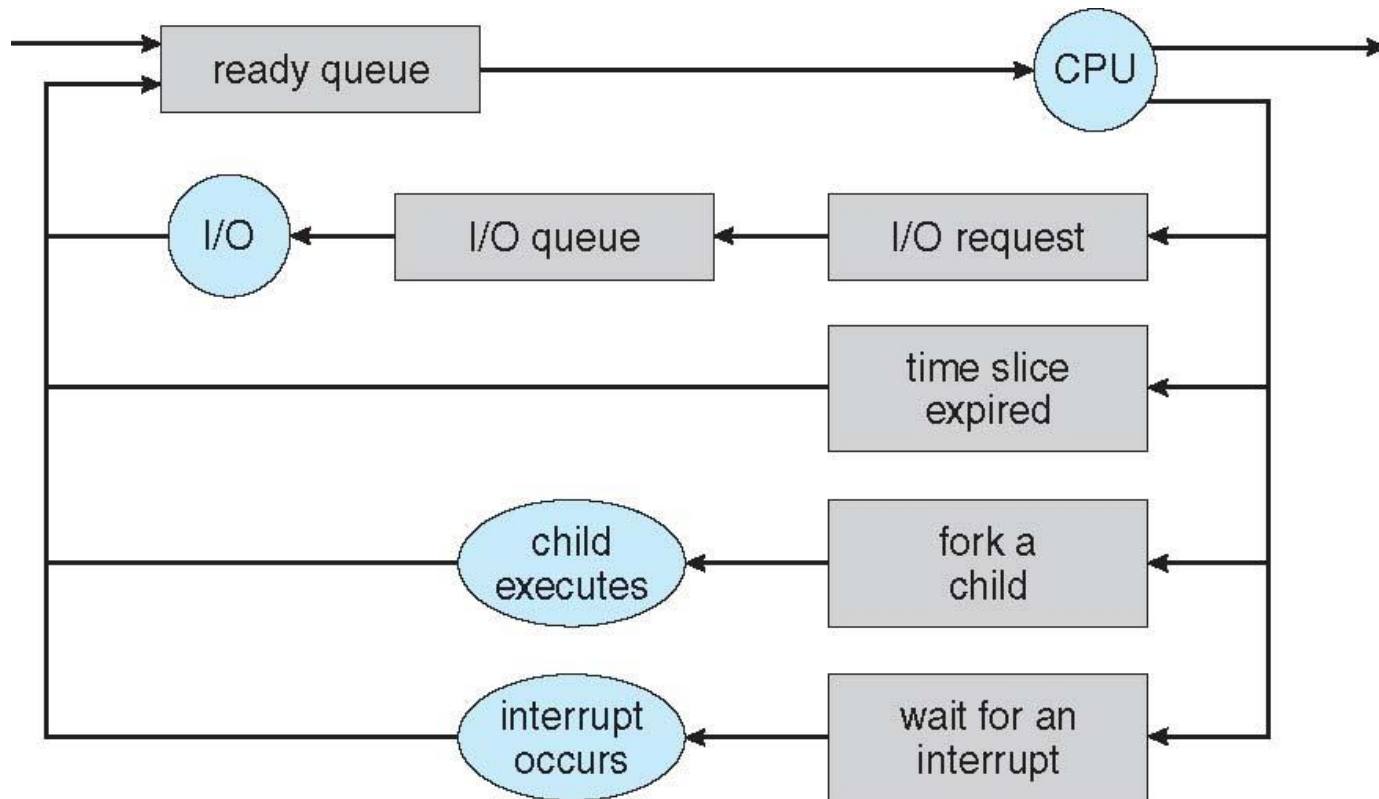 ready queue
CPU
I/O
I/O queue
I/O request
time slice
expired
child
executes
fork a
child
interrupt
occurs
wait for an
interrupt